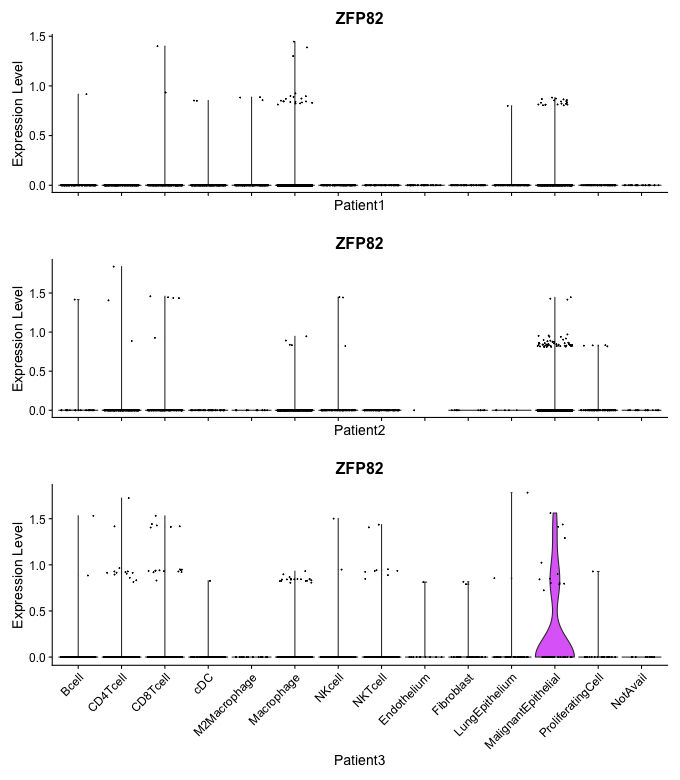 ZFP82
1.5
1.0
0.5
0.0
Expression Level
Patient1
ZFP82
1.5
1.0
0.5
0.0
Expression Level
Patient2
ZFP82
1.5
1.0
0.5
0.0
Expression Level
Bcell
CD4Tcell
CD8Tcell
cDC
M2Macrophage
Macrophage
NKcell
NKTcell
Endothelium
Fibroblast
LungEpithelium
MalignantEpithelial
ProliferatingCell
NotAvail
Patient3